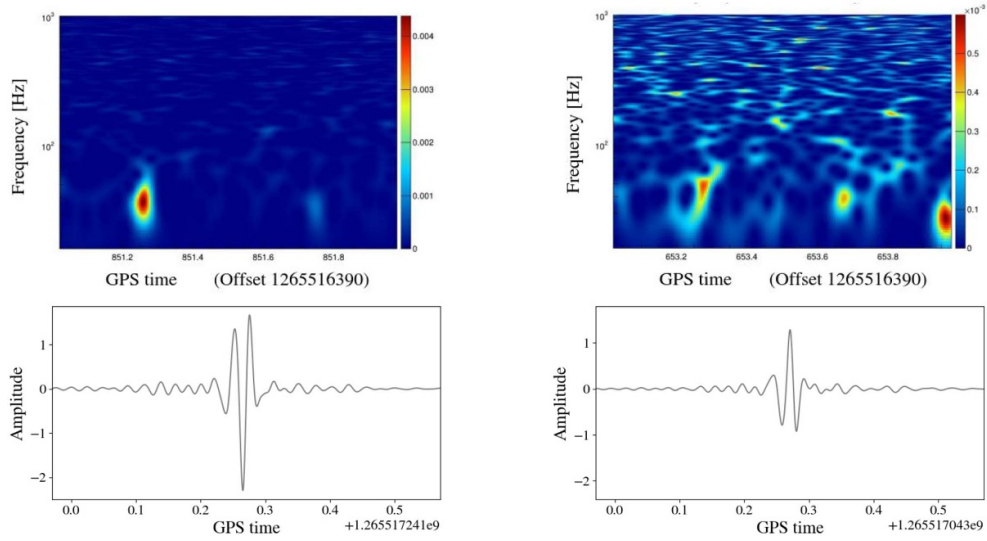 10³
10²
Frequency [Hz]
0.004
0.003
0.002
0.001
0
851.2 851.4 851.6 851.8
GPS time (Offset 1265516390)
×10⁻³
10³
10²
Frequency [Hz]
0.6
0.5
0.4
0.3
0.2
0.1
0
653.2 653.4 653.6 653.8
GPS time (Offset 1265516390)
Amplitude
1
0
−1
−2
0.0 0.1 0.2 0.3 0.4 0.5
GPS time
+1.265517241e9
Amplitude
1
0
−1
−2
0.0 0.1 0.2 0.3 0.4 0.5
GPS time
+1.265517043e9